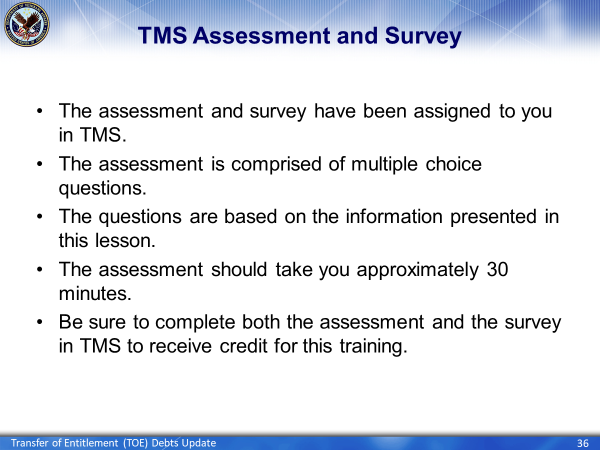 TMS Assessment and Survey
• The assessment and survey have been assigned to you
in TMS.
• The assessment is comprised of multiple choice
questions.
• The questions are based on the information presented in
this lesson.
• The assessment should take you approximately 30
minutes.
• Be sure to complete both the assessment and the survey
in TMS to receive credit for this training.
Transfer of Entitlement (TOE) Debts Update
36